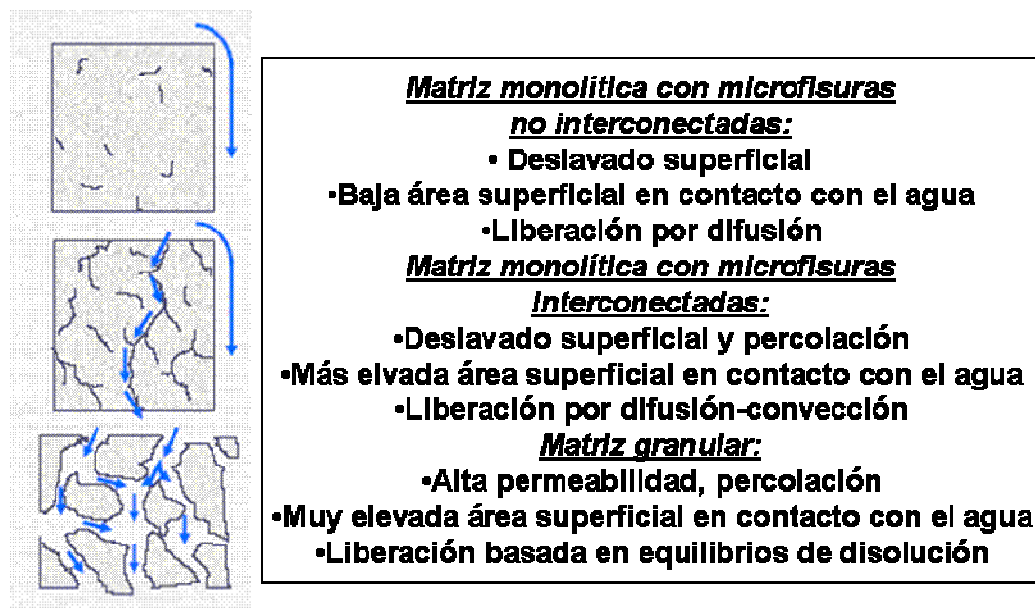 Matriz monolítica con microfisuras
no interconectadas:
• Deslavado superficial
•Baja área superficial en contacto con el agua
•Liberación por difusión
Matriz monolítica con microfisuras
interconectadas:
•Deslavado superficial y percolación
•Más elvada área superficial en contacto con el agua
•Liberación por difusión-convección
Matriz granular:
•Alta permeabilidad, percolación
•Muy elevada área superficial en contacto con el agua
•Liberación basada en equilibrios de disolución